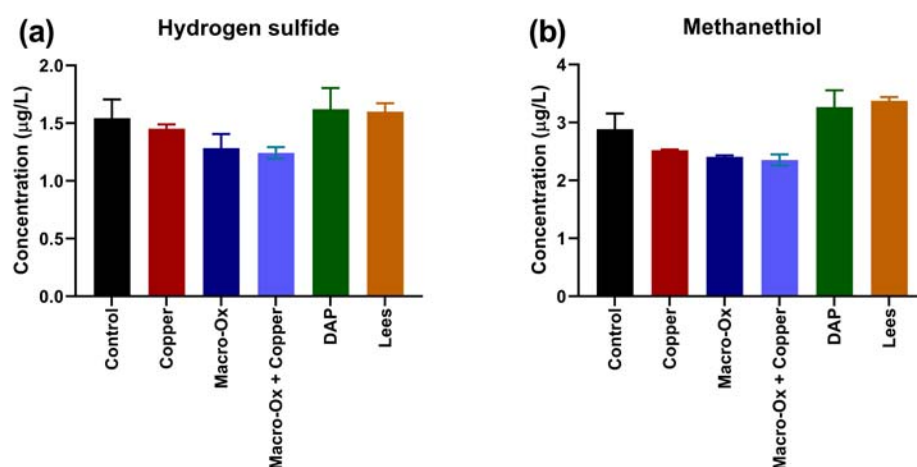 (a) Hydrogen sulfide
Concentration (µg/L)
2.0
1.5
1.0
0.5
0.0
Control
Copper
Macro-Ox
Macro-Ox + Copper
DAP
Lees
(b) Methanethiol
Concentration (µg/L)
4
3
2
1
0
Control
Copper
Macro-Ox
Macro-Ox + Copper
DAP
Lees